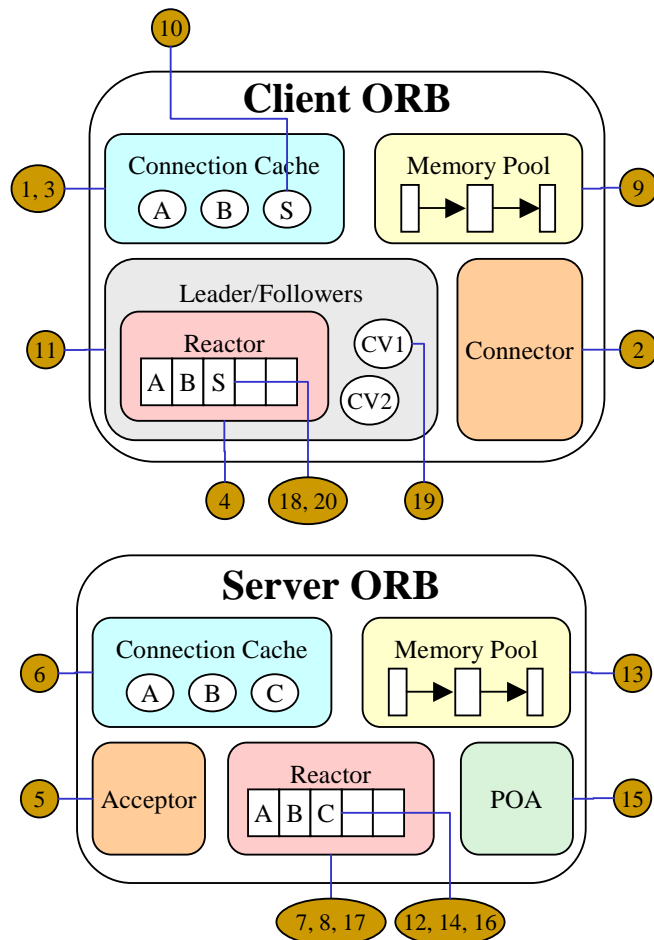 10
Client ORB
Connection Cache
A B S
1, 3
Memory Pool
9
Leader/Followers
Reactor
A B S
CV1
CV2
11
Connector
2
4
18, 20
19
Server ORB
Connection Cache
A B C
6
Memory Pool
13
5
Acceptor
Reactor
A B C
POA
15
7, 8, 17
12, 14, 16